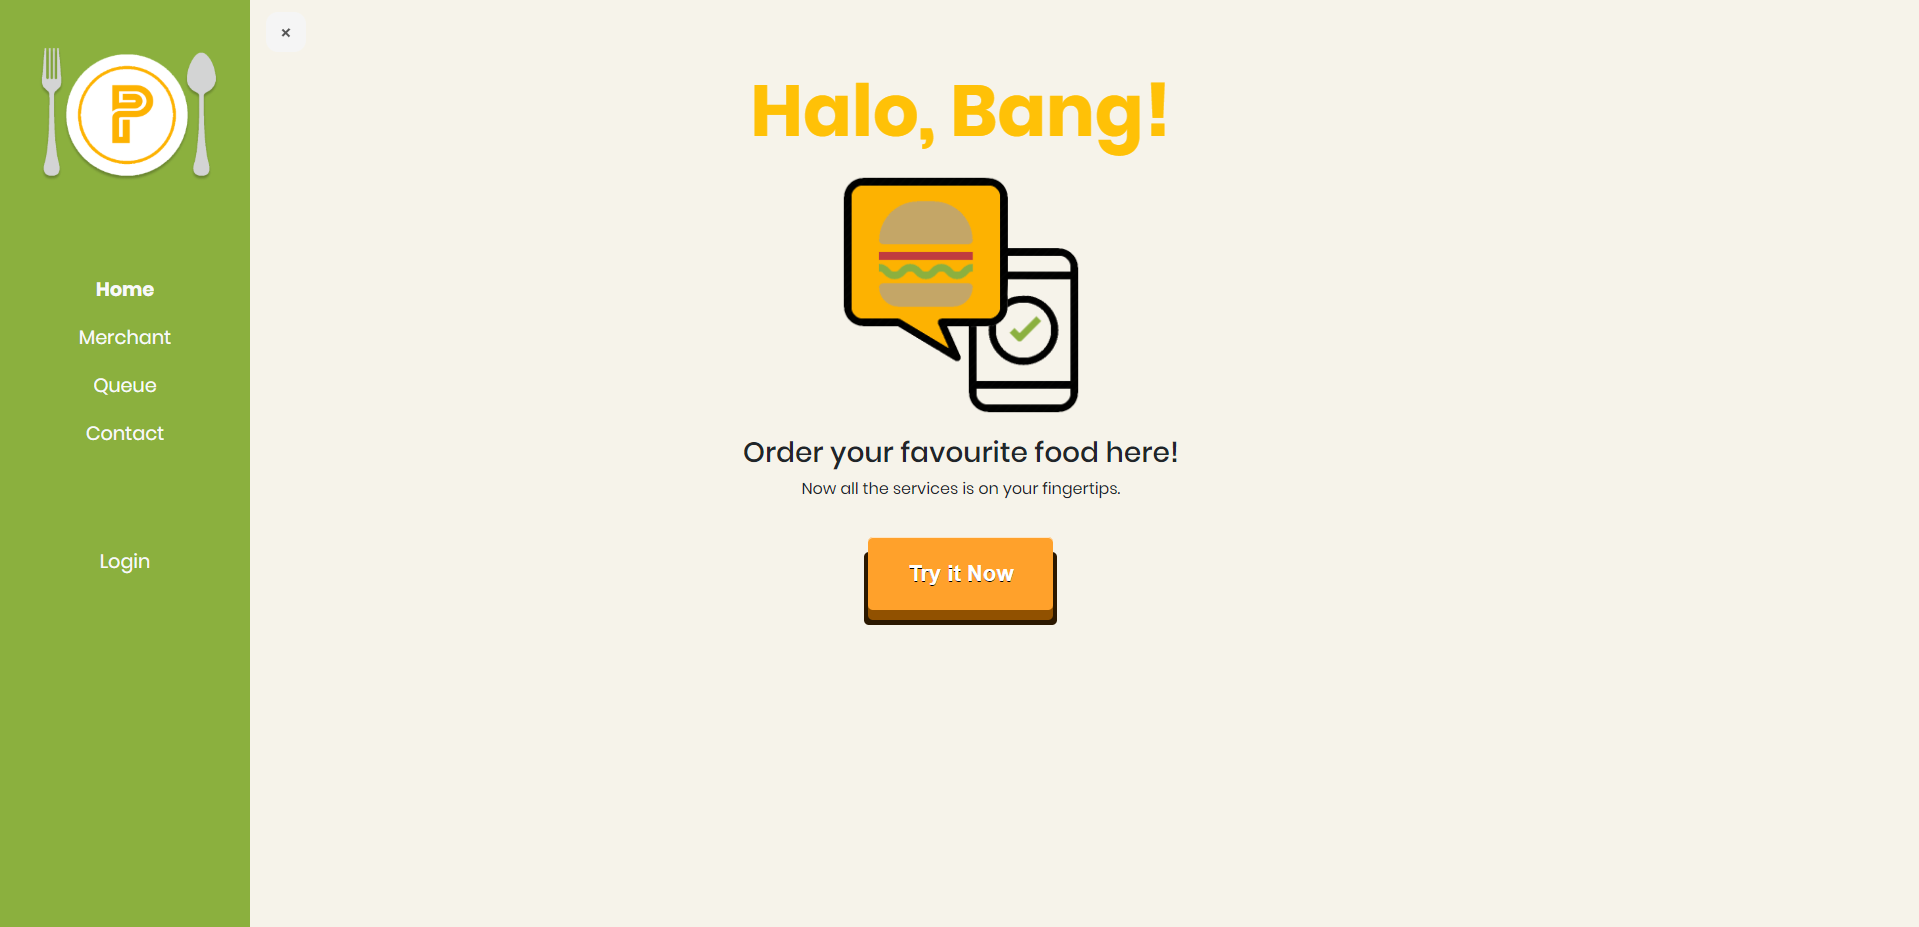 P
Home
Merchant
Queue
Contact
Login
×
Halo, Bang!
Order your favourite food here!
Now all the services is on your fingertips.
Try it Now